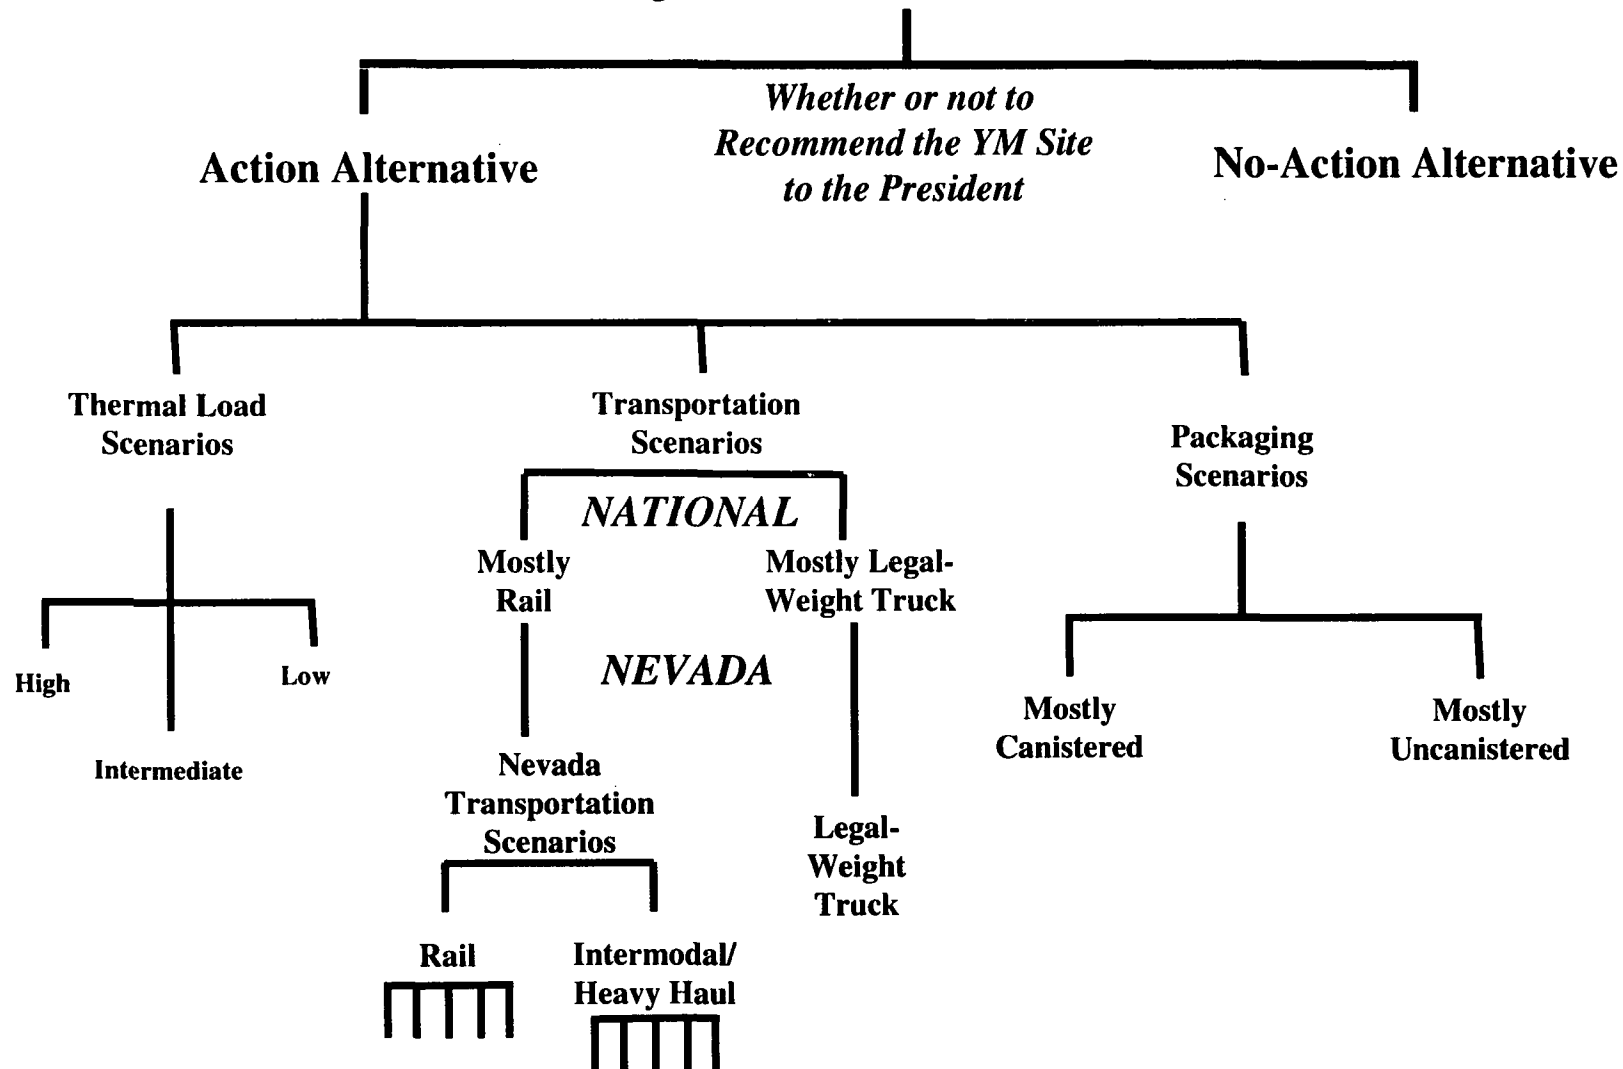 Whether or not to
Recommend the YM Site
to the President
Action Alternative
No-Action Alternative
Thermal Load
Scenarios
Transportation
Scenarios
Packaging
Scenarios
NATIONAL
Mostly
Rail
Mostly Legal-
Weight Truck
NEVADA
High
Low
Intermediate
Mostly
Canistered
Mostly
Uncanistered
Nevada
Transportation
Scenarios
Legal-
Weight
Truck
Rail
Intermodal/
Heavy Haul